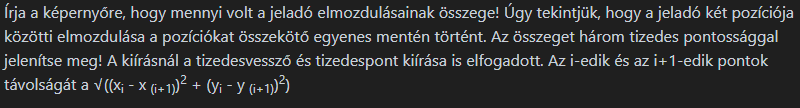 Írja a képernyőre, hogy mennyi volt a jeladó elmozdulásainak összege! Úgy tekintjük, hogy a jeladó két pozíciója
közötti elmozdulása a pozíciókat összekötő egyenes mentén történt. Az összeget három tizedes pontossággal
jelenítse meg! A kiírásnál a tizedesvessző és tizedespont kiírása is elfogadott. Az i-edik és az i+1-edik pontok
távolságát a √((xᵢ - x ₍ᵢ₊₁₎)² + (yᵢ - y ₍ᵢ₊₁₎)²)